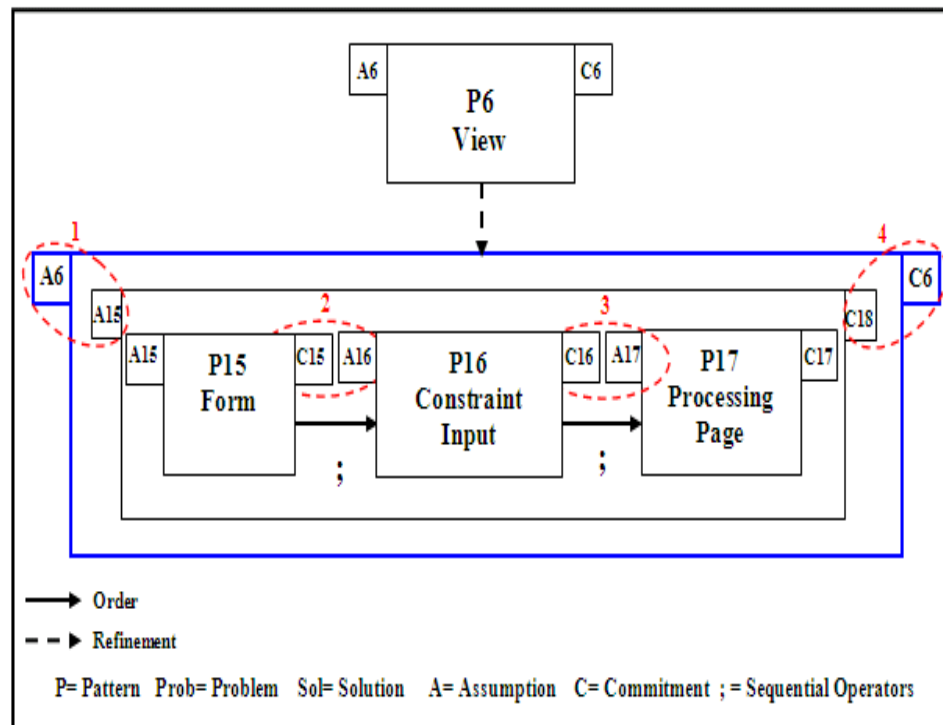 A6
C6
P6
View
1
4
A6
C6
A15
2
3
C18
A15
P15
Form
C15
A16
P16
Constraint
Input
C16
A17
P17
Processing
Page
C17
;
;
Order
Refinement
P= Pattern Prob= Problem Sol= Solution A= Assumption C= Commitment ; = Sequential Operators